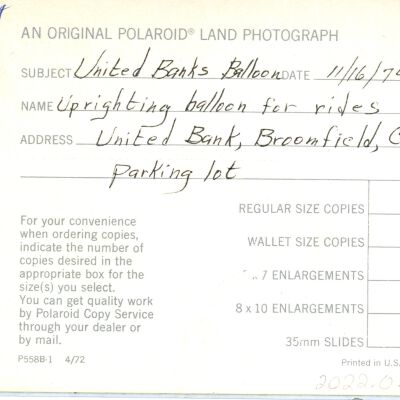 AN ORIGINAL POLAROID® LAND PHOTOGRAPH
SUBJECT United Banks Balloon DATE 11/16/74
NAME Uprighting balloon for rides
ADDRESS United Bank, Broomfield, C
parking lot
REGULAR SIZE COPIES
WALLET SIZE COPIES
x 7 ENLARGEMENTS
8 x 10 ENLARGEMENTS
35mm SLIDES
For your convenience
when ordering copies,
indicate the number of
copies desired in the
appropriate box for the
size(s) you select.
You can get quality work
by Polaroid Copy Service
through your dealer or
by mail.
P558B-1 4/72
Printed in U.S.
2022.0